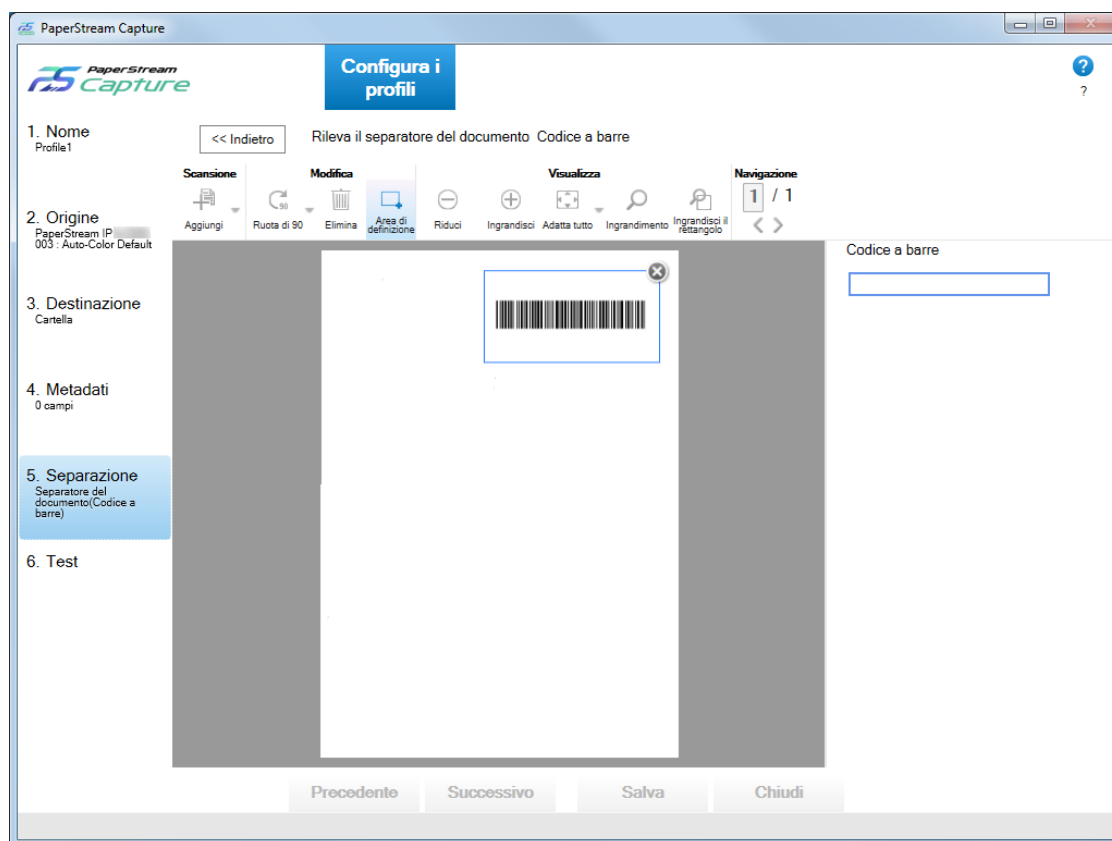 PaperStream Capture
PaperStream
Capture
Configura i
profili
?
?
1. Nome
Profile1
<< Indietro
Rileva il separatore del documento  Codice a barre
Scansione
Modifica
Visualizza
Navigazione
90
1 / 1
Aggiungi
Ruota di 90
Elimina
Area di
definizione
Riduci
Ingrandisci
Adatta tutto
Ingrandimento
Ingrandisci il
rettangolo
2. Origine
PaperStream IP
003 : Auto-Color Default
Codice a barre
3. Destinazione
Cartella
4. Metadati
0 campi
5. Separazione
Separatore del
documento(Codice a
barre)
6. Test
Precedente
Successivo
Salva
Chiudi